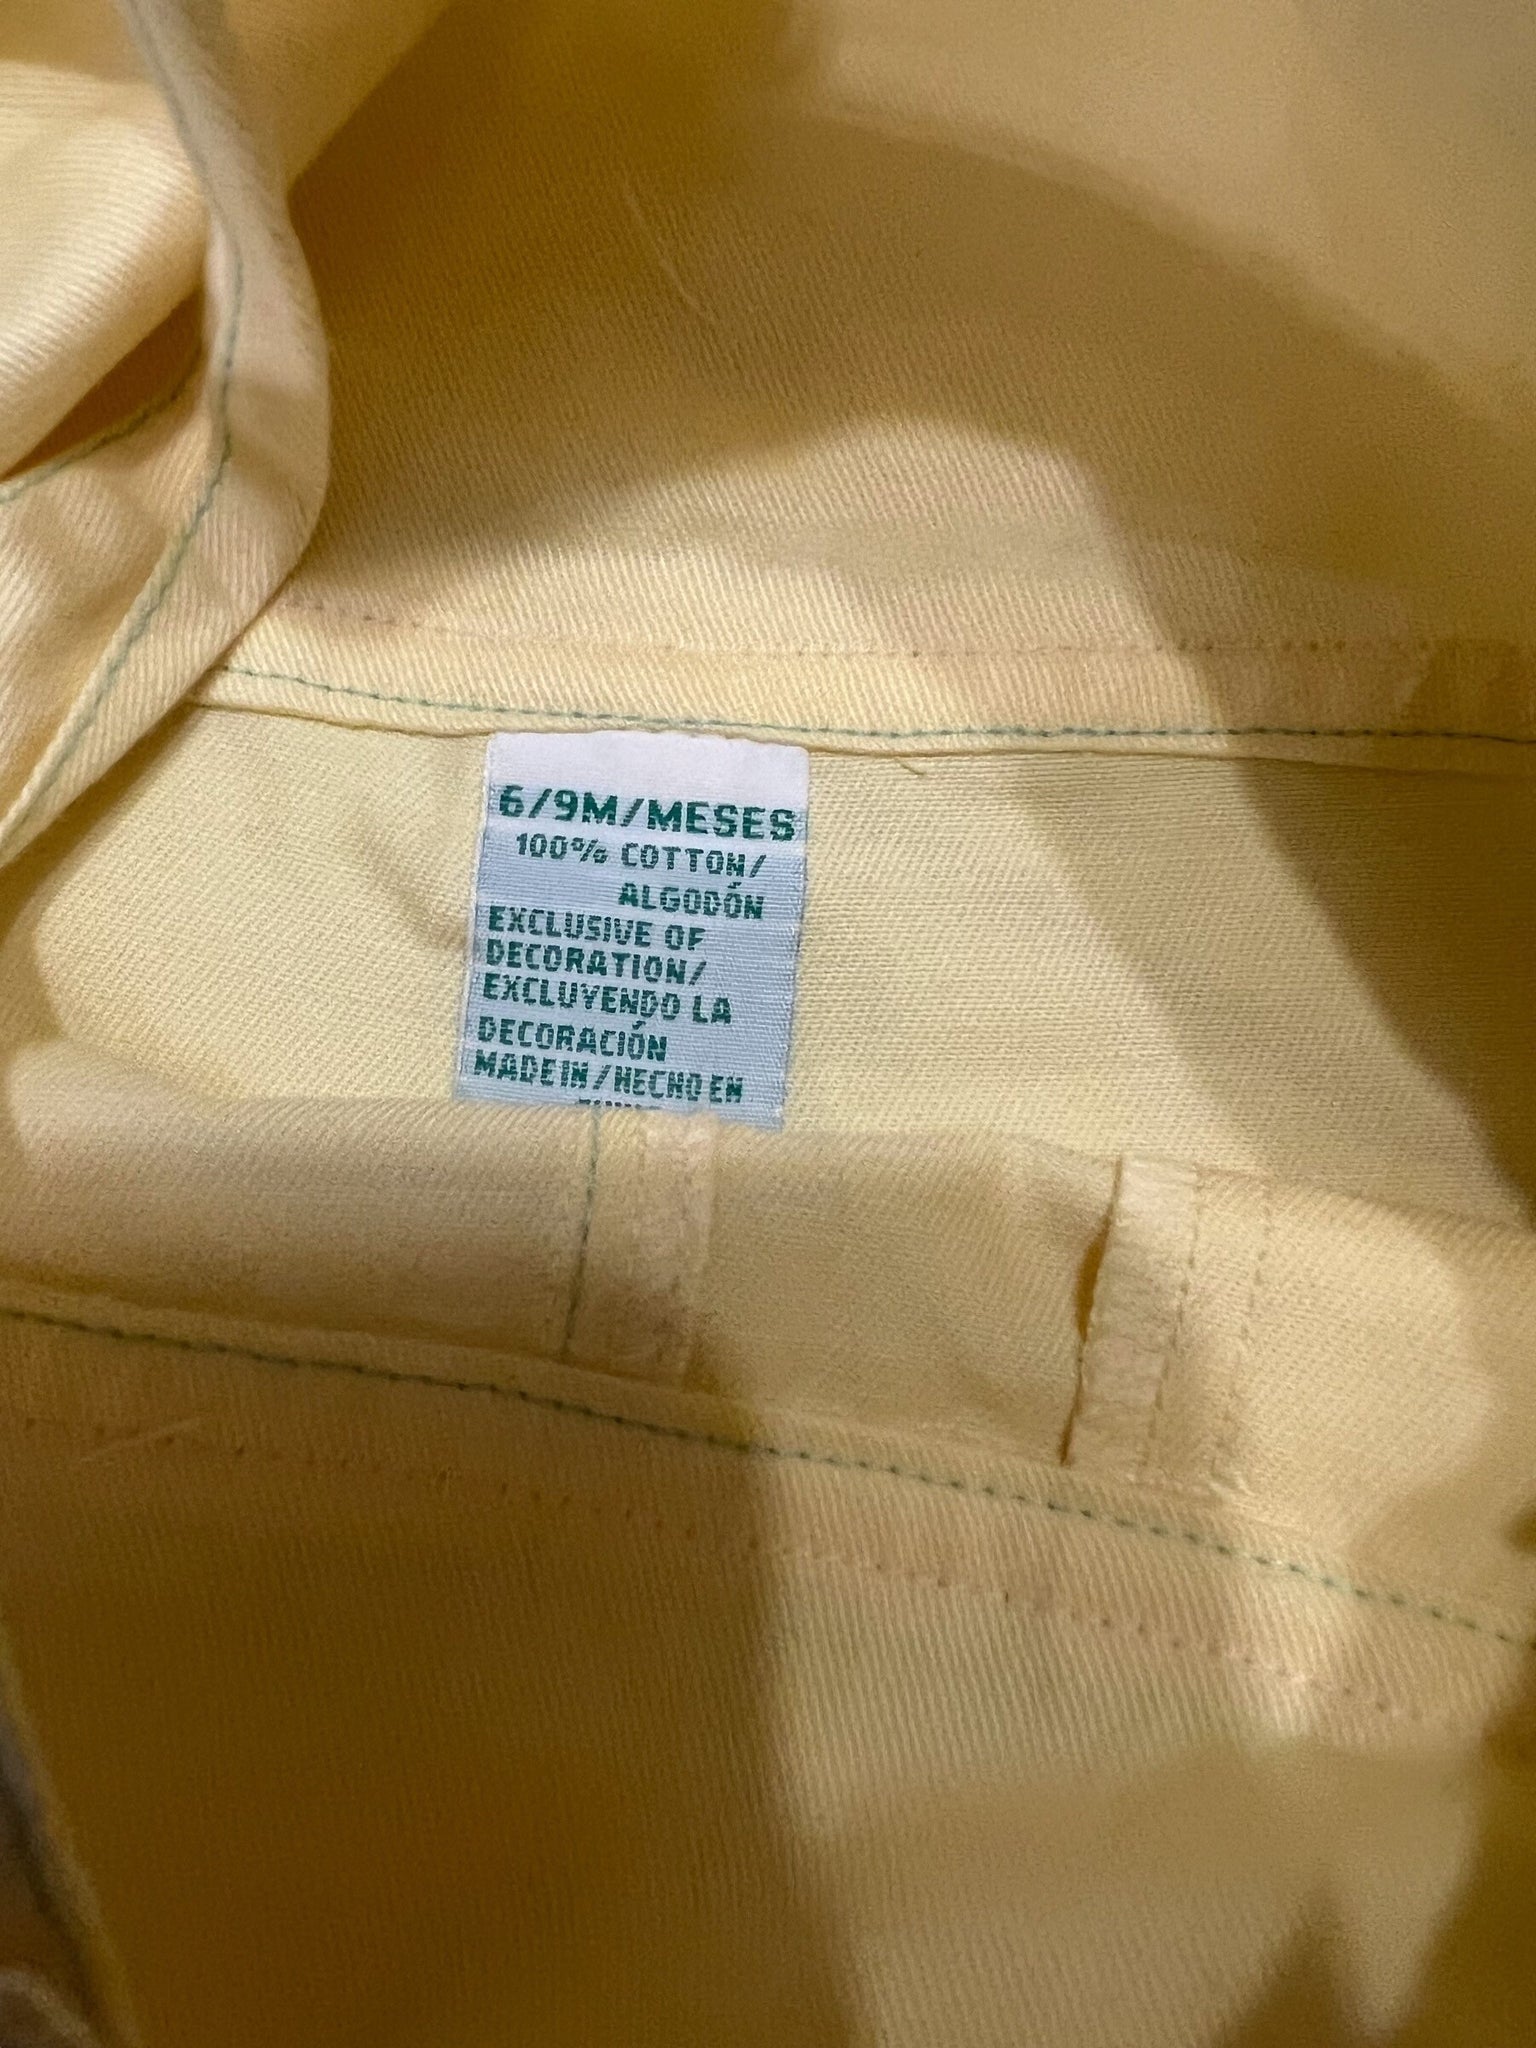 6/9M/MESES
100% COTTON/
ALGODÓN
EXCLUSIVE OF
DECORATION/
EXCLUYENDO LA
DECORACIÓN
MADE IN/HECHO EN